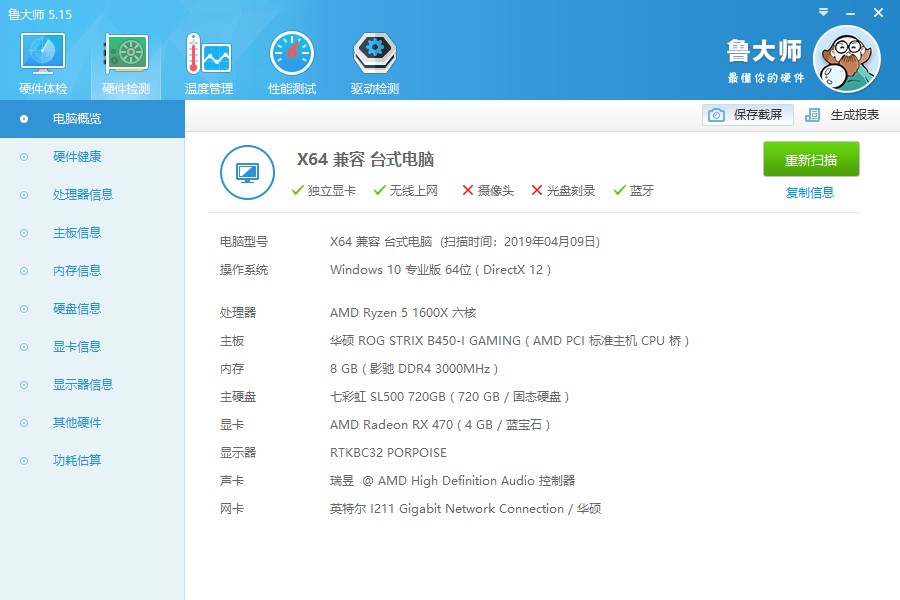 鲁大师 5.15
硬件体检 硬件检测 温度管理 性能测试 驱动检测
鲁大师
最懂你的硬件
保存截屏 生成报表
电脑概览
硬件健康
处理器信息
主板信息
内存信息
硬盘信息
显卡信息
显示器信息
其他硬件
功耗估算
X64 兼容 台式电脑
重新扫描
独立显卡 无线上网 摄像头 光盘刻录 蓝牙
复制信息
电脑型号 X64 兼容 台式电脑 (扫描时间：2019年04月09日)
操作系统 Windows 10 专业版 64位 ( DirectX 12 )
处理器 AMD Ryzen 5 1600X 六核
主板 华硕 ROG STRIX B450-I GAMING ( AMD PCI 标准主机 CPU 桥 )
内存 8 GB ( 影驰 DDR4 3000MHz )
主硬盘 七彩虹 SL500 720GB ( 720 GB / 固态硬盘 )
显卡 AMD Radeon RX 470 ( 4 GB / 蓝宝石 )
显示器 RTKBC32 PORPOISE
声卡 瑞昱 @ AMD High Definition Audio 控制器
网卡 英特尔 I211 Gigabit Network Connection / 华硕